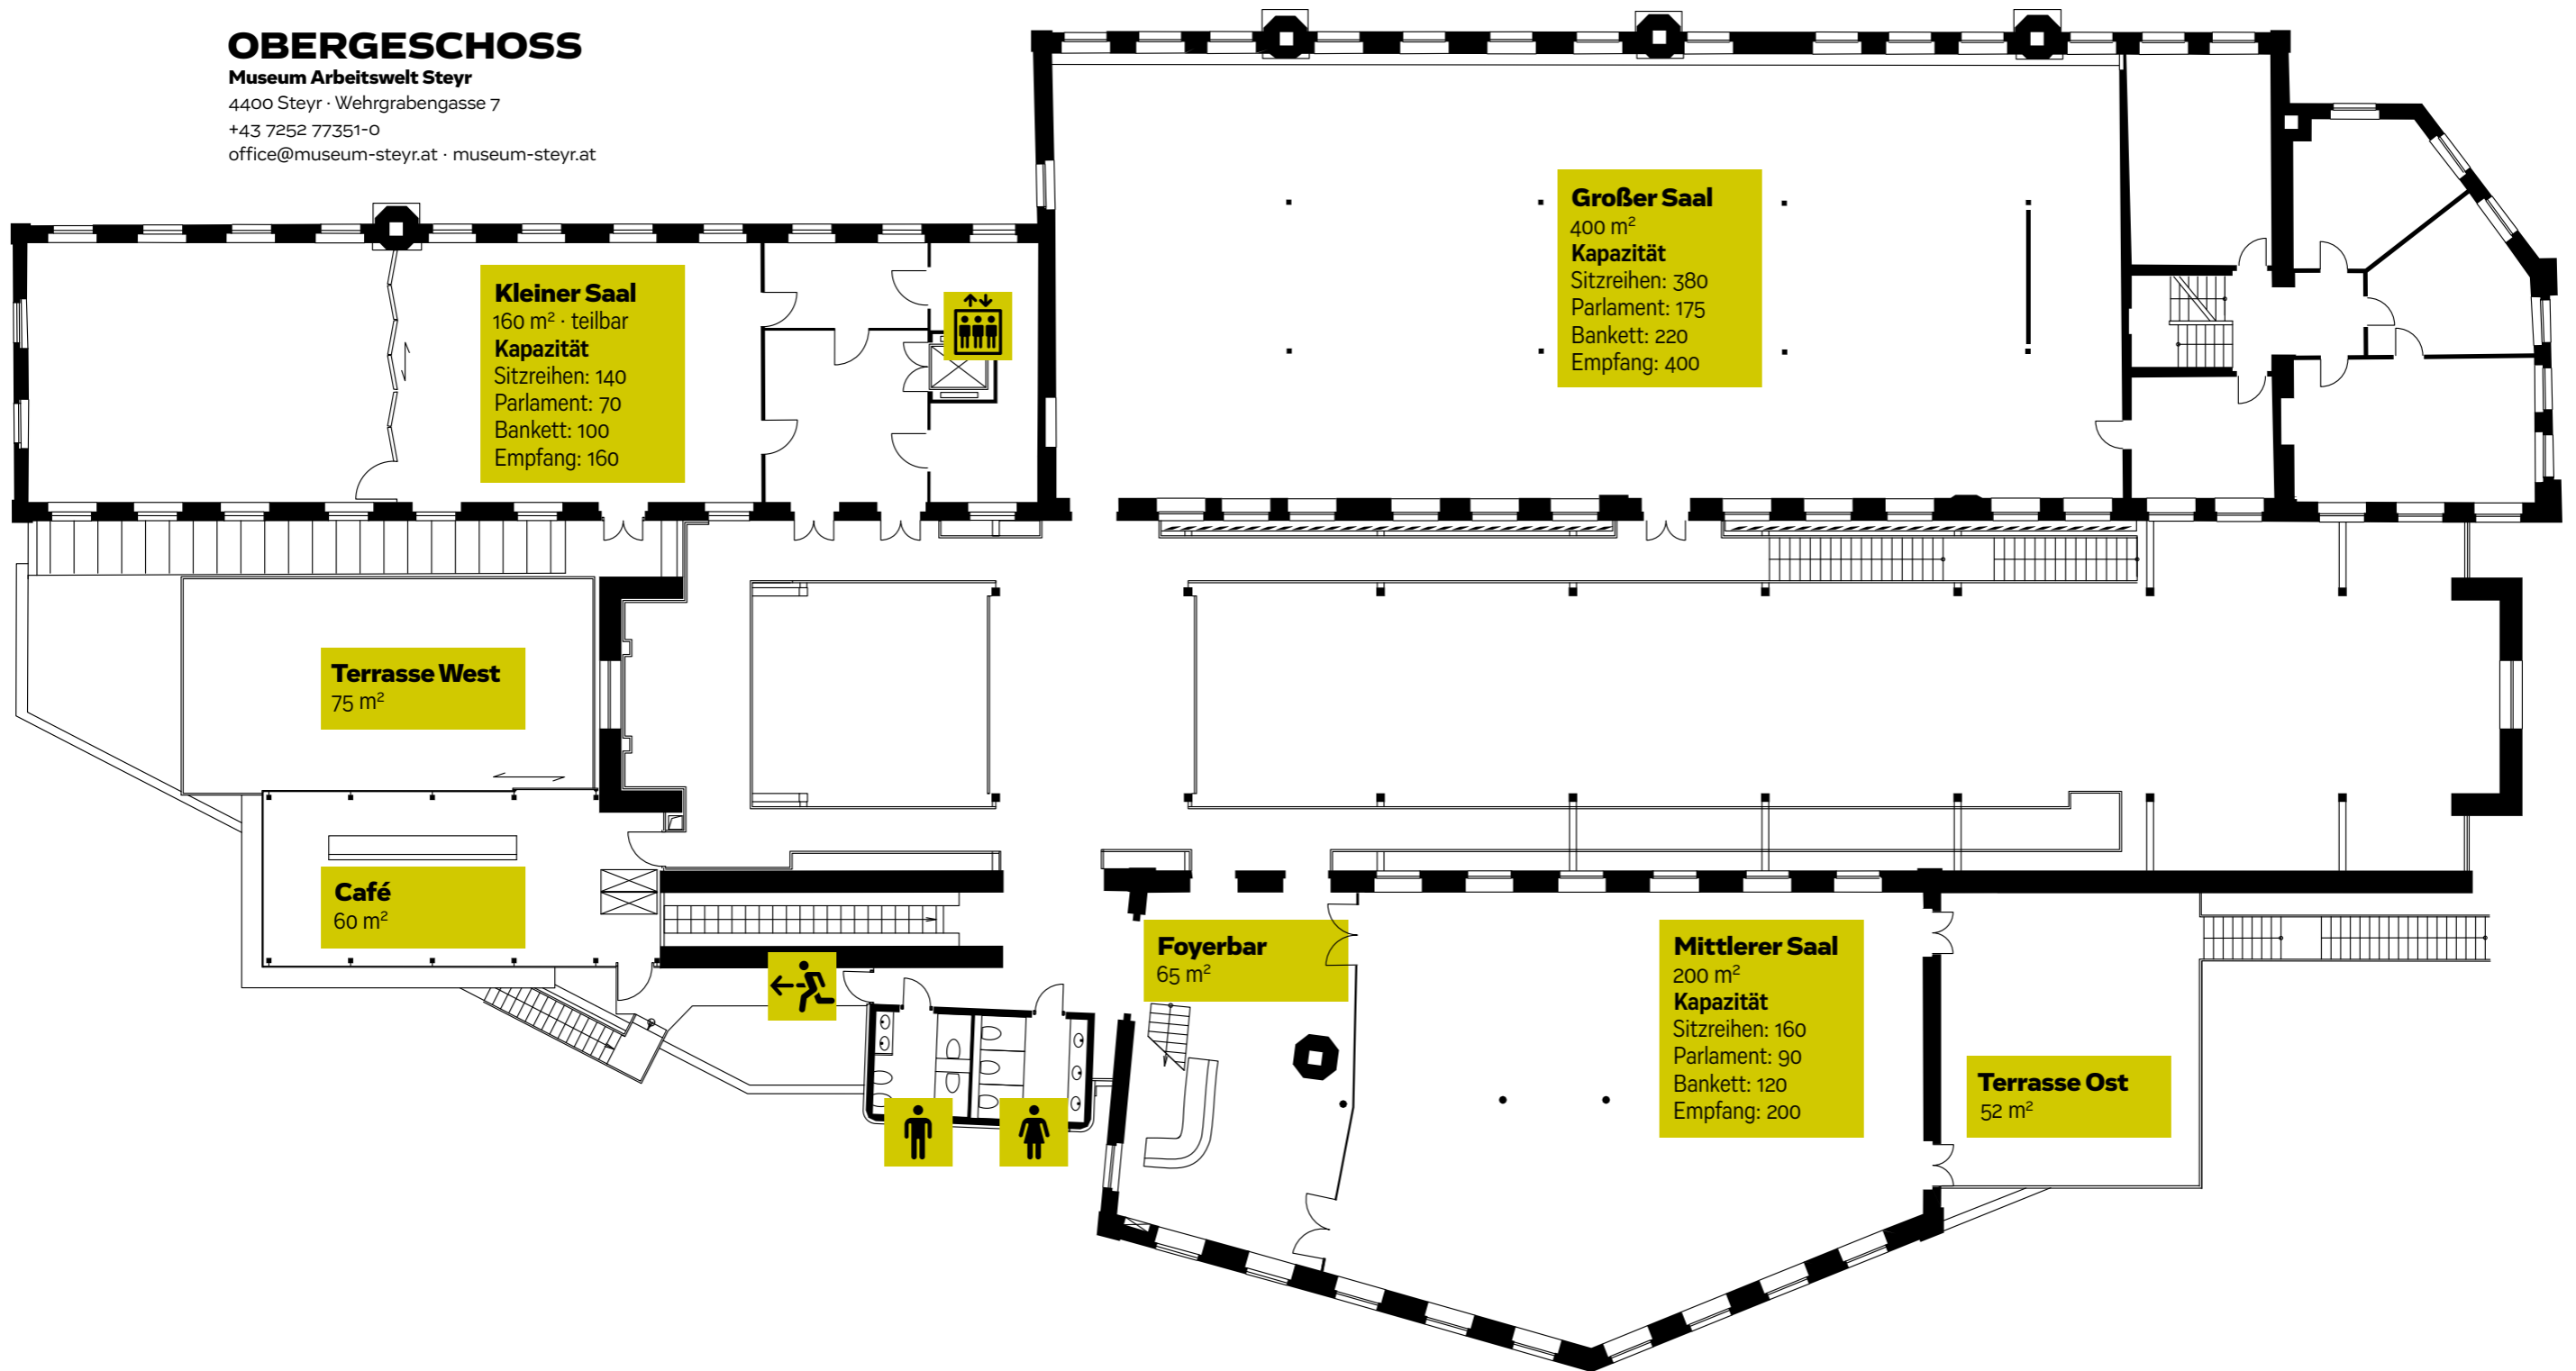 OBERGESCHOSS
Museum Arbeitswelt Steyr
4400 Steyr · Wehrgrabengasse 7
+43 7252 77351-0
office@museum-steyr.at · museum-steyr.at
Großer Saal
400 m²
Kapazität
Sitzreihen: 380
Parlament: 175
Bankett: 220
Empfang: 400
Kleiner Saal
160 m² · teilbar
Kapazität
Sitzreihen: 140
Parlament: 70
Bankett: 100
Empfang: 160
Terrasse West
75 m²
Café
60 m²
Foyerbar
65 m²
Mittlerer Saal
200 m²
Kapazität
Sitzreihen: 160
Parlament: 90
Bankett: 120
Empfang: 200
Terrasse Ost
52 m²